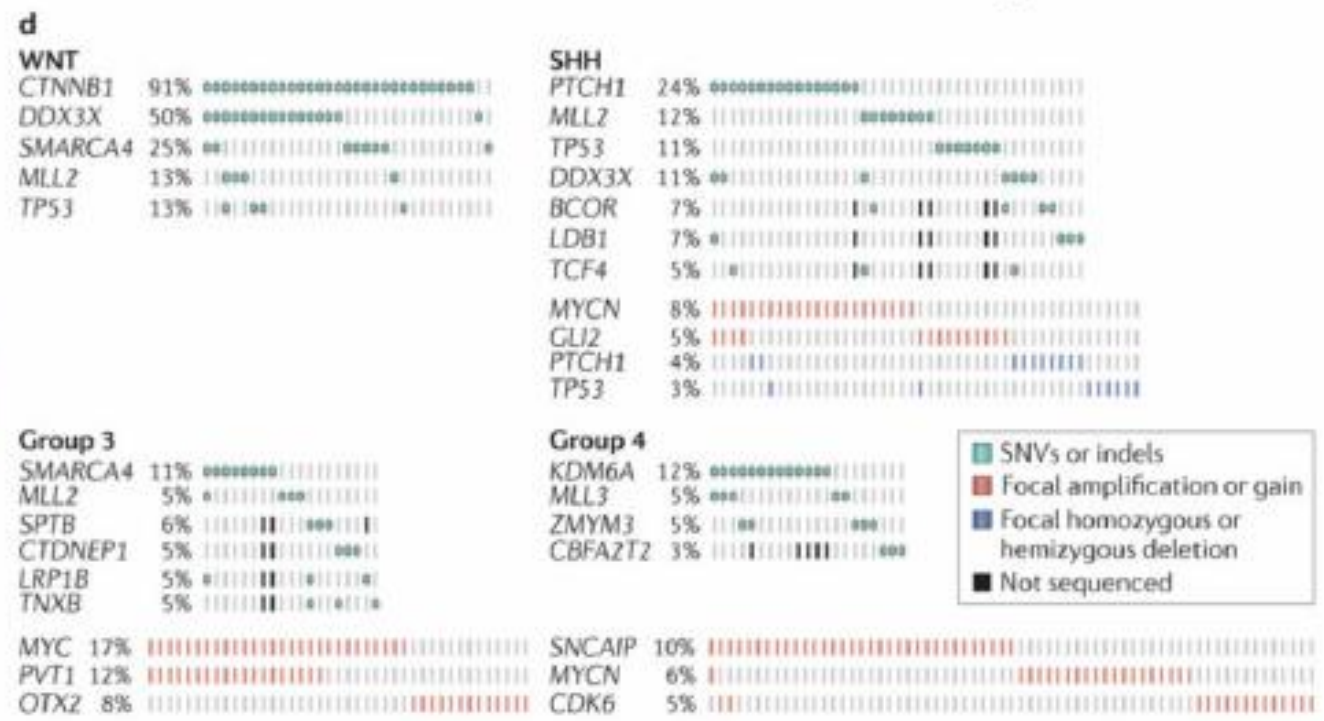 d
WNT
CTNNB1 91%
DDX3X 50%
SMARCA4 25%
MLL2 13%
TP53 13%
SHH
PTCH1 24%
MLL2 12%
TP53 11%
DDX3X 11%
BCOR 7%
LDB1 7%
TCF4 5%
MYCN 8%
GLI2 5%
PTCH1 4%
TP53 3%
Group 3
SMARCA4 11%
MLL2 5%
SPTB 6%
CTDNEP1 5%
LRP1B 5%
TNXB 5%
MYC 17%
PVT1 12%
OTX2 8%
Group 4
KDM6A 12%
MLL3 5%
ZMYM3 5%
CBFA2T2 3%
SNCAIP 10%
MYCN 6%
CDK6 5%
SNVs or indels
Focal amplification or gain
Focal homozygous or
hemizygous deletion
Not sequenced